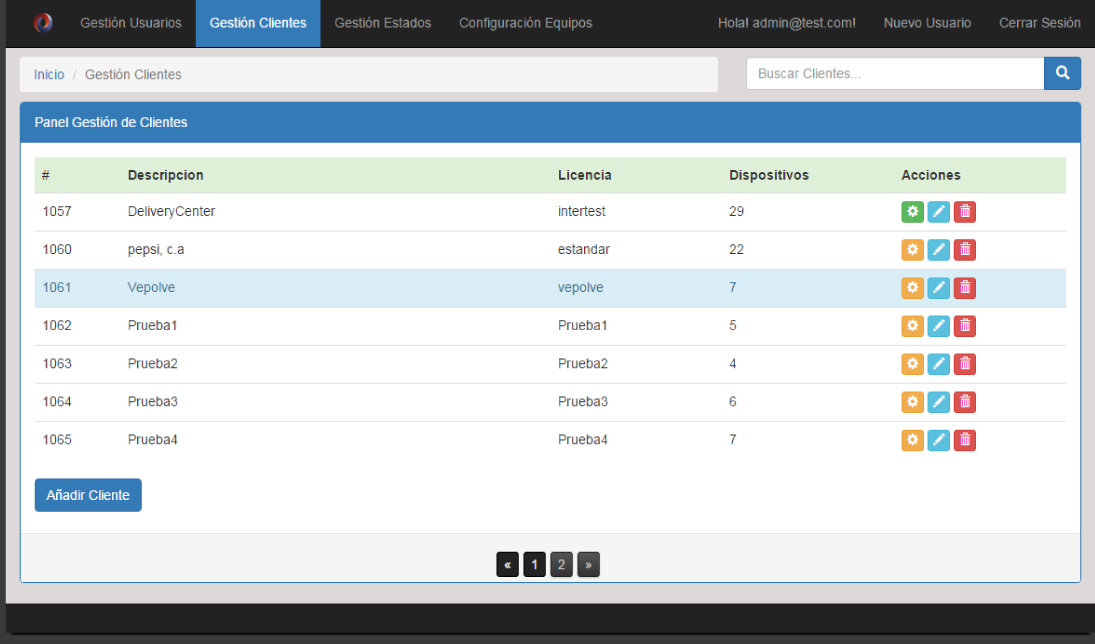 Gestión Usuarios Gestión Clientes Gestión Estados Configuración Equipos Hola! admin@test.com! Nuevo Usuario Cerrar Sesión
Inicio / Gestión Clientes Buscar Clientes...
Panel Gestión de Clientes
# Descripcion Licencia Dispositivos Acciones
1057 DeliveryCenter intertest 29
1060 pepsi, c.a estandar 22
1061 Vepolve vepolve 7
1062 Prueba1 Prueba1 5
1063 Prueba2 Prueba2 4
1064 Prueba3 Prueba3 6
1065 Prueba4 Prueba4 7
Añadir Cliente
« 1 2 »